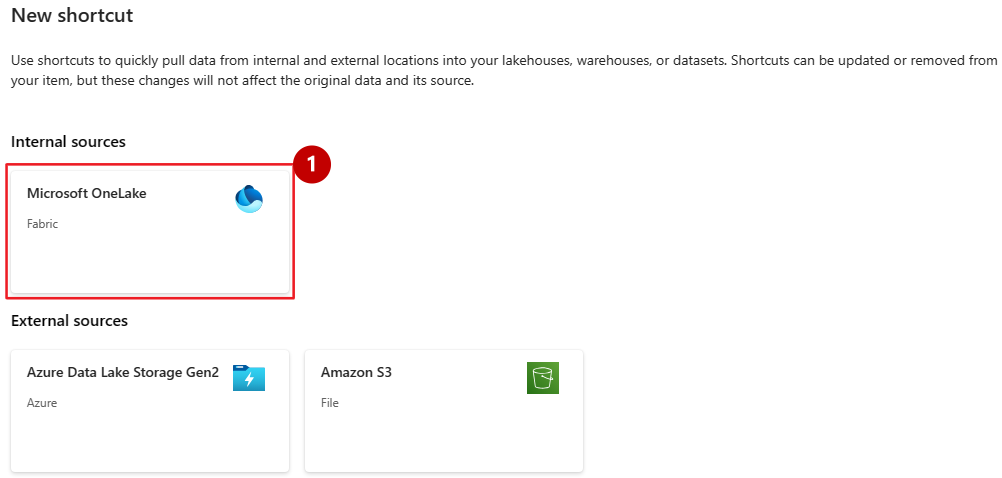 New shortcut
Use shortcuts to quickly pull data from internal and external locations into your lakehouses, warehouses, or datasets. Shortcuts can be updated or removed from
your item, but these changes will not affect the original data and its source.
Internal sources
1
Microsoft OneLake
Fabric
External sources
Azure Data Lake Storage Gen2
Azure
Amazon S3
File